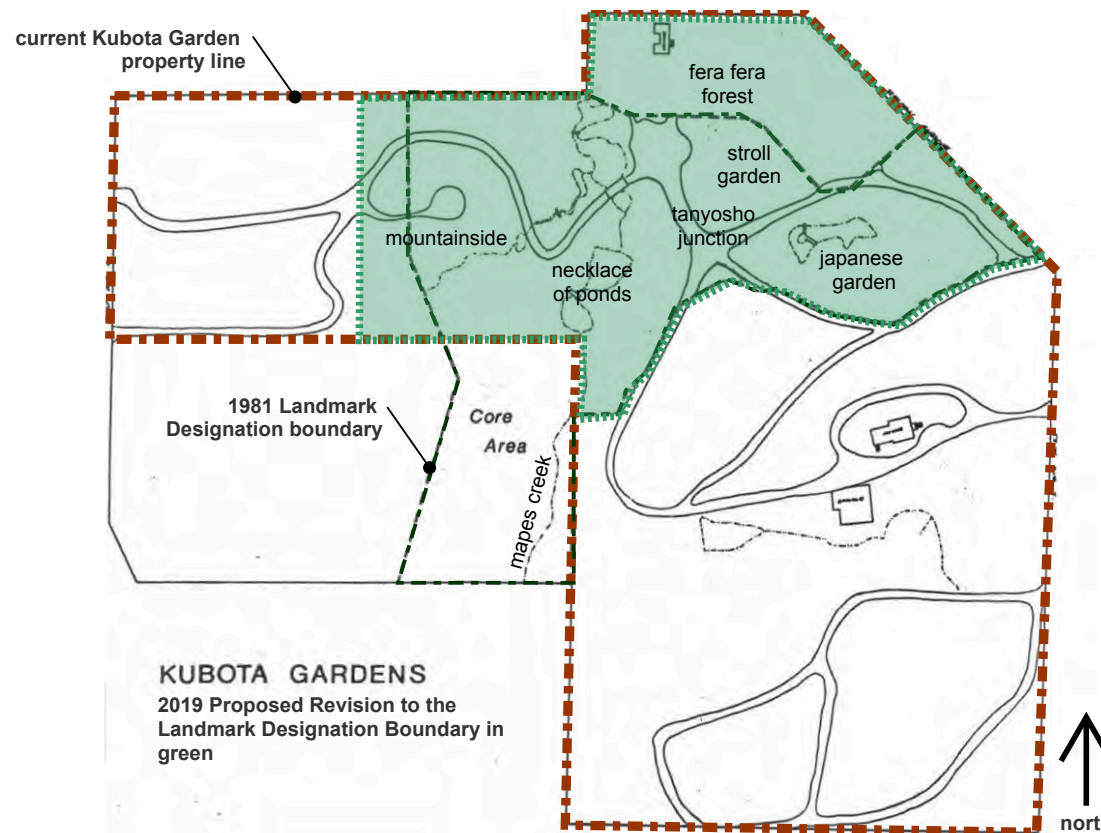 current Kubota Garden
property line
fera fera
forest
stroll
garden
tanyosho
junction
mountainside
necklace
of ponds
japanese
garden
1981 Landmark
Designation boundary
Core
Area
mapes creek
KUBOTA GARDENS
2019 Proposed Revision to the
Landmark Designation Boundary in
green
nort